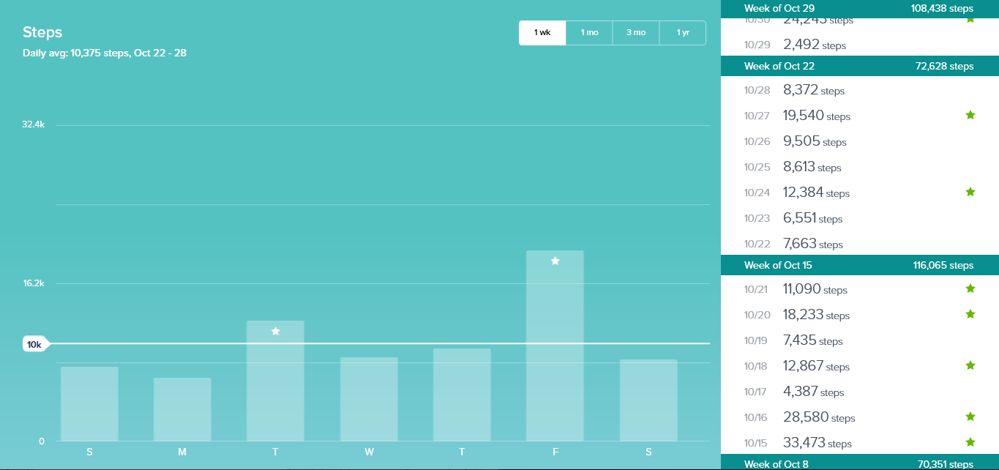 Steps
Daily avg: 10,375 steps, Oct 22 - 28
1 wk
1 mo
3 mo
1 yr
32.4k
16.2k
10k
0
S M T W T F S
Week of Oct 29 108,438 steps
10/30 24,245 steps
10/29 2,492 steps
Week of Oct 22 72,628 steps
10/28 8,372 steps
10/27 19,540 steps
10/26 9,505 steps
10/25 8,613 steps
10/24 12,384 steps
10/23 6,551 steps
10/22 7,663 steps
Week of Oct 15 116,065 steps
10/21 11,090 steps
10/20 18,233 steps
10/19 7,435 steps
10/18 12,867 steps
10/17 4,387 steps
10/16 28,580 steps
10/15 33,473 steps
Week of Oct 8 70,351 steps